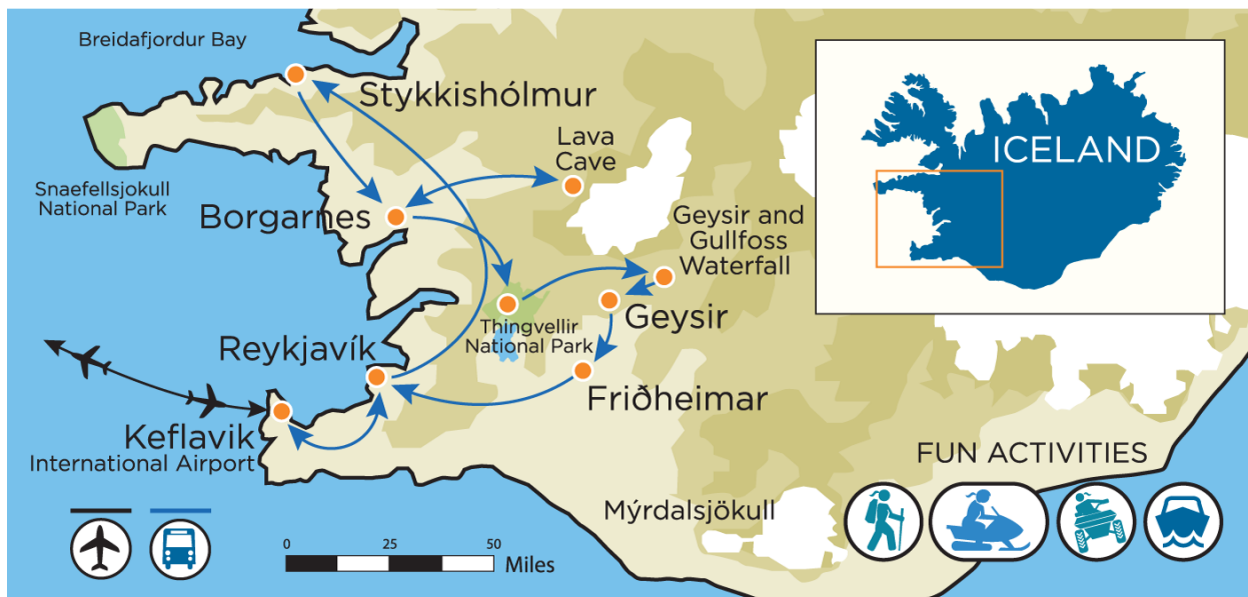 Breidafjordur Bay
Stykkishólmur
Lava
Cave
Snaefellsjokull
National Park
Borgarnes
Geysir and
Gullfoss
Waterfall
ICELAND
Thingvellir
National Park
Geysir
Reykjavík
Friðheimar
Keflavik
International Airport
FUN ACTIVITIES
Mýrdalsjökull
0 25 50
Miles